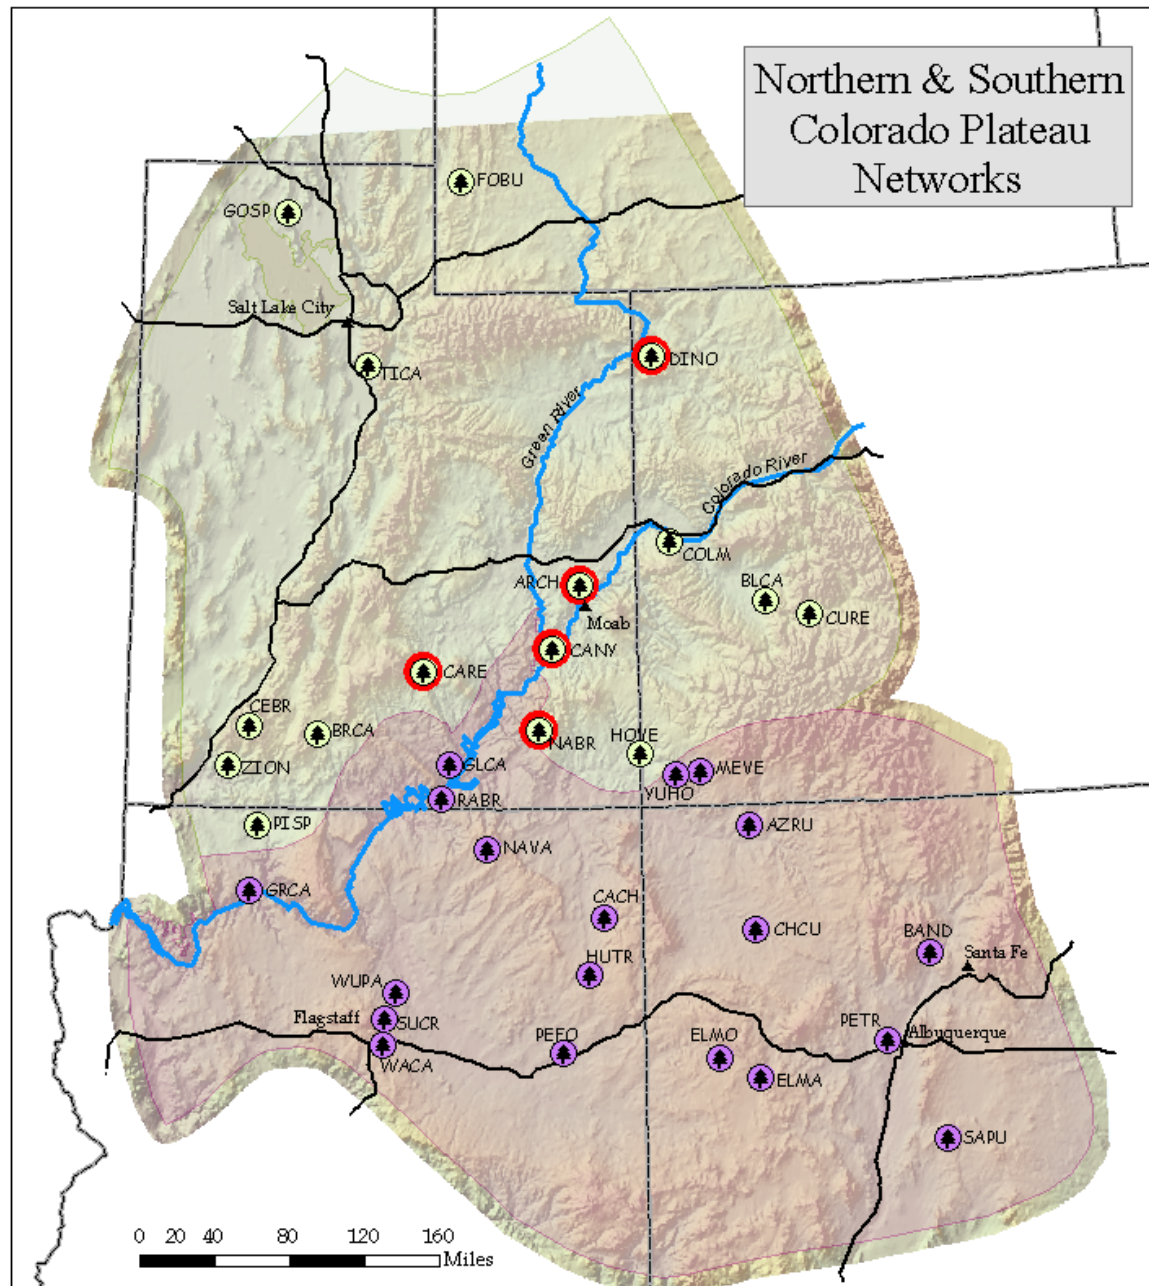 Northern & Southern
Colorado Plateau
Networks
FOBU
GOSP
Salt Lake City
TICA
DINO
Green River
Colorado River
COLM
ARCH
BLCA
Moab
CURE
CANY
CARE
CEBR
BRCA
NABR
HOVE
ZION
GLCA
MEVE
YUHO
RABR
PISP
AZRU
NAVA
GRCA
CACH
CHCU
BAND
Santa Fe
HUTR
WUPA
Flagstaff
SUCR
PEFO
ELMO
PETR
Albuquerque
WACA
ELMA
SAPU
0 20 40 80 120 160
Miles